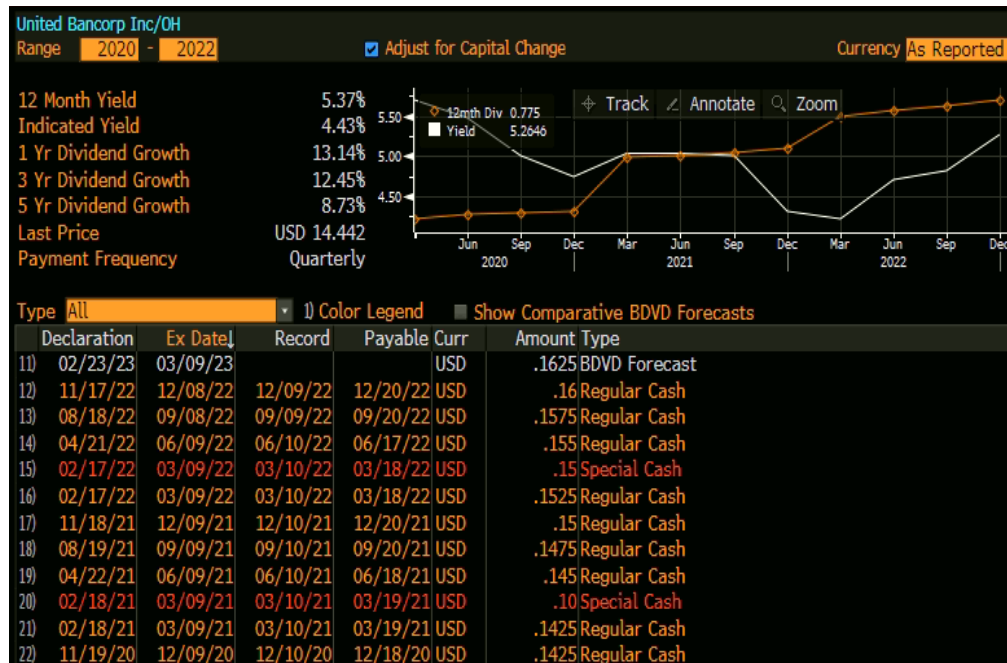 United Bancorp Inc/OH
Range 2020 - 2022 Adjust for Capital Change Currency As Reported
12 Month Yield 5.37%
Indicated Yield 4.43%
1 Yr Dividend Growth 13.14%
3 Yr Dividend Growth 12.45%
5 Yr Dividend Growth 8.73%
Last Price USD 14.442
Payment Frequency Quarterly
Track Annotate Zoom
12mth Div 0.775
Yield 5.2646
5.50
5.00
4.50
Jun Sep Dec Mar Jun Sep Dec Mar Jun Sep Dec
2020 2021 2022
Type All 1) Color Legend Show Comparative BDVD Forecasts
Declaration Ex Date↓ Record Payable Curr Amount Type
11) 02/23/23 03/09/23 USD .1625 BDVD Forecast
12) 11/17/22 12/08/22 12/09/22 12/20/22 USD .16 Regular Cash
13) 08/18/22 09/08/22 09/09/22 09/20/22 USD .1575 Regular Cash
14) 04/21/22 06/09/22 06/10/22 06/17/22 USD .155 Regular Cash
15) 02/17/22 03/09/22 03/10/22 03/18/22 USD .15 Special Cash
16) 02/17/22 03/09/22 03/10/22 03/18/22 USD .1525 Regular Cash
17) 11/18/21 12/09/21 12/10/21 12/20/21 USD .15 Regular Cash
18) 08/19/21 09/09/21 09/10/21 09/20/21 USD .1475 Regular Cash
19) 04/22/21 06/09/21 06/10/21 06/18/21 USD .145 Regular Cash
20) 02/18/21 03/09/21 03/10/21 03/19/21 USD .10 Special Cash
21) 02/18/21 03/09/21 03/10/21 03/19/21 USD .1425 Regular Cash
22) 11/19/20 12/09/20 12/10/20 12/18/20 USD .1425 Regular Cash